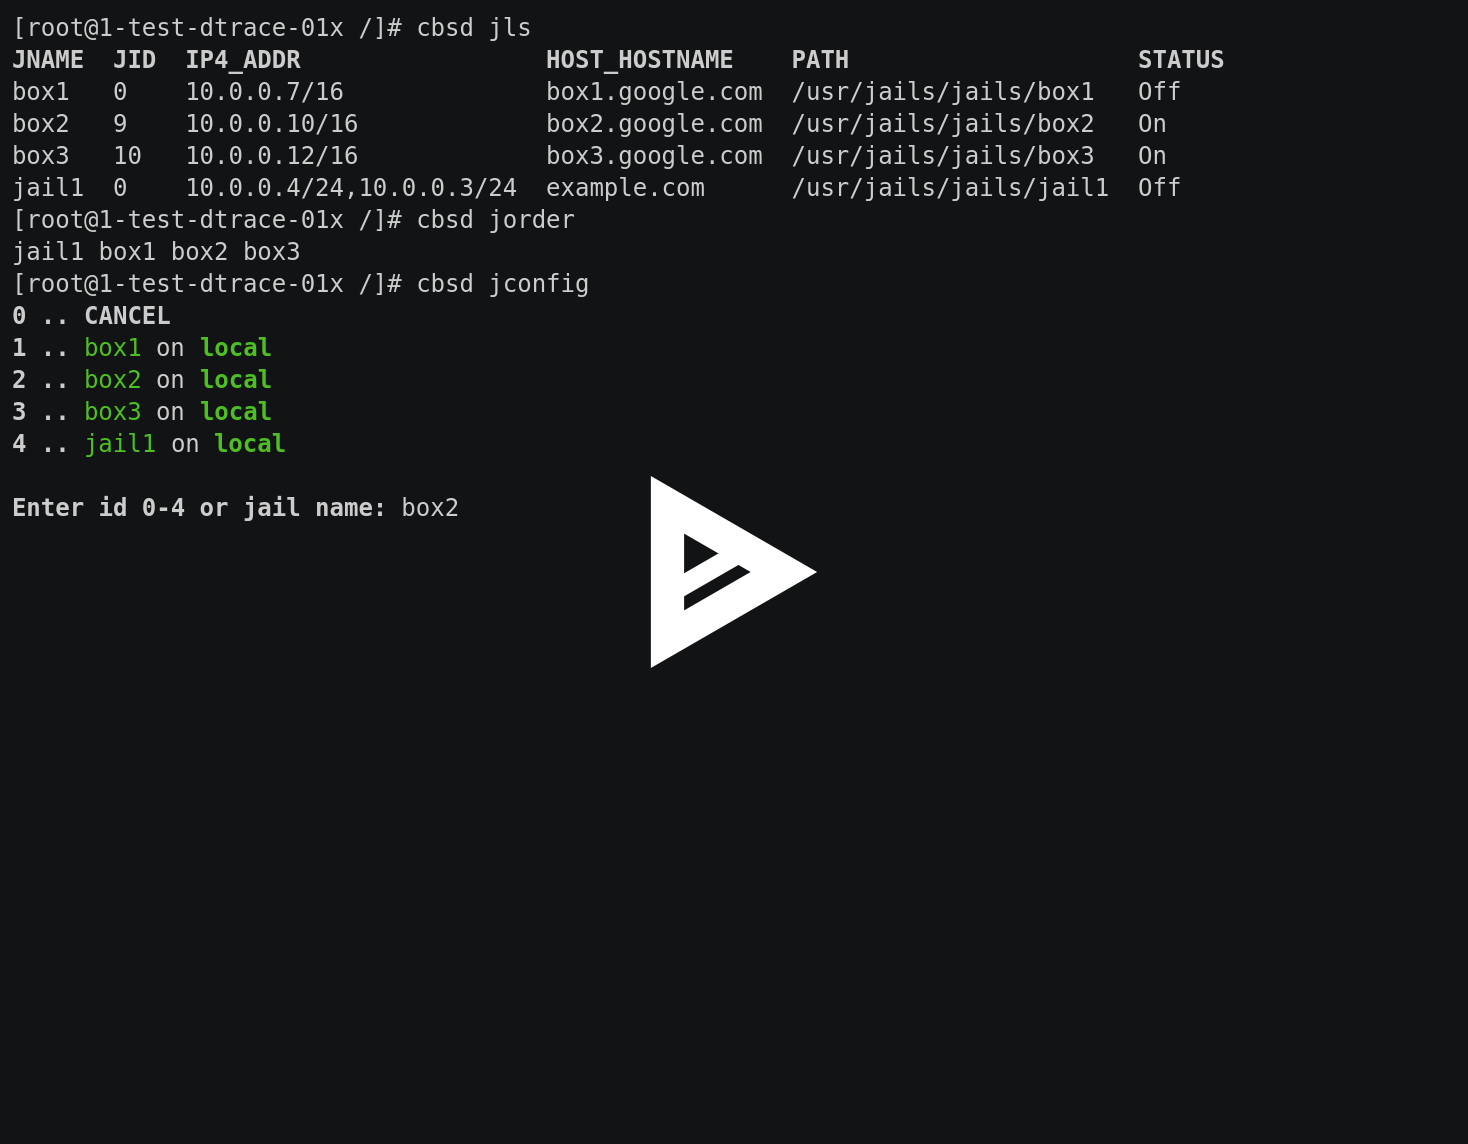 [root@1-test-dtrace-01x /]# cbsd jls
JNAME  JID  IP4_ADDR                 HOST_HOSTNAME    PATH                    STATUS
box1   0    10.0.0.7/16              box1.google.com  /usr/jails/jails/box1   Off
box2   9    10.0.0.10/16             box2.google.com  /usr/jails/jails/box2   On
box3   10   10.0.0.12/16             box3.google.com  /usr/jails/jails/box3   On
jail1  0    10.0.0.4/24,10.0.0.3/24  example.com      /usr/jails/jails/jail1  Off
[root@1-test-dtrace-01x /]# cbsd jorder
jail1 box1 box2 box3
[root@1-test-dtrace-01x /]# cbsd jconfig
0 .. CANCEL
1 .. box1 on local
2 .. box2 on local
3 .. box3 on local
4 .. jail1 on local
Enter id 0-4 or jail name: box2